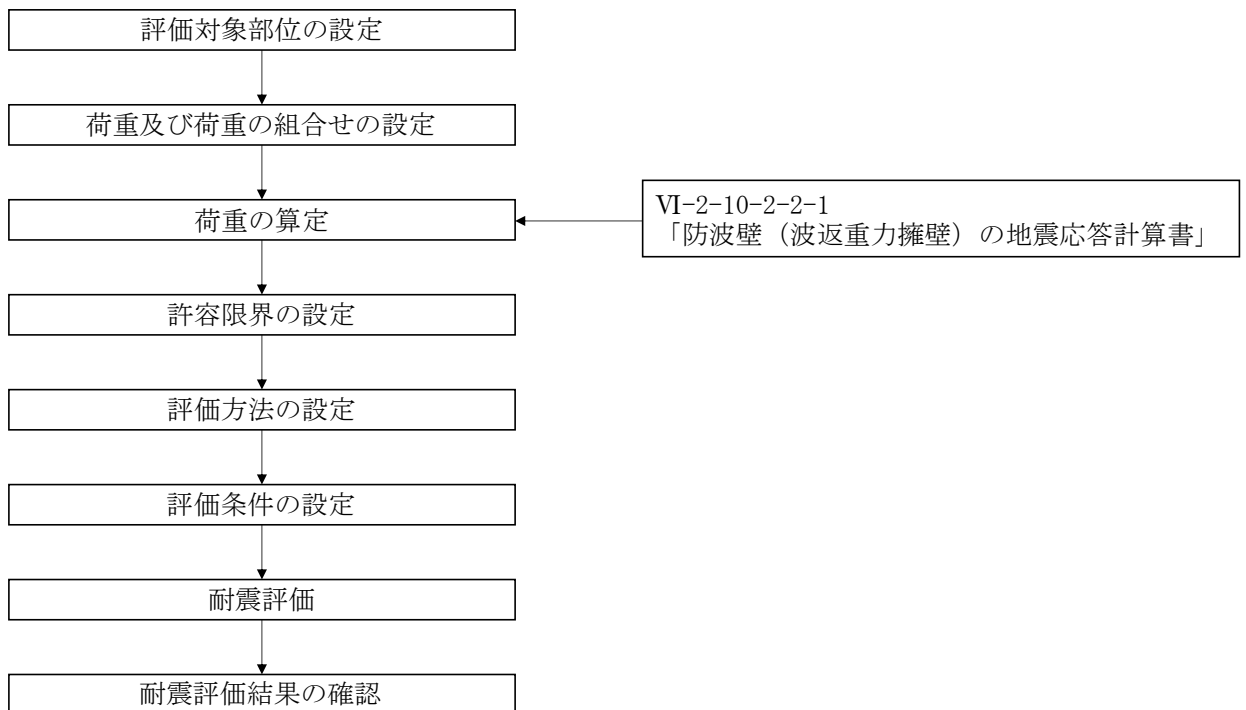 評価対象部位の設定
荷重及び荷重の組合せの設定
荷重の算定
Ⅵ-2-10-2-2-1
「防波壁（波返重力擁壁）の地震応答計算書」
許容限界の設定
評価方法の設定
評価条件の設定
耐震評価
耐震評価結果の確認